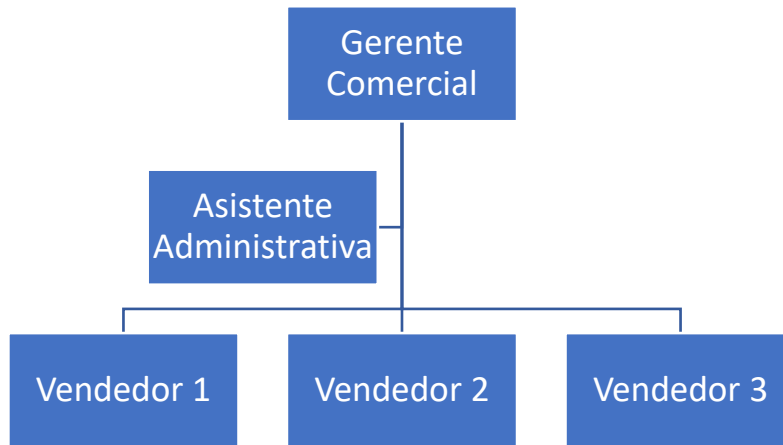 Gerente
Comercial
Asistente
Administrativa
Vendedor 1
Vendedor 2
Vendedor 3